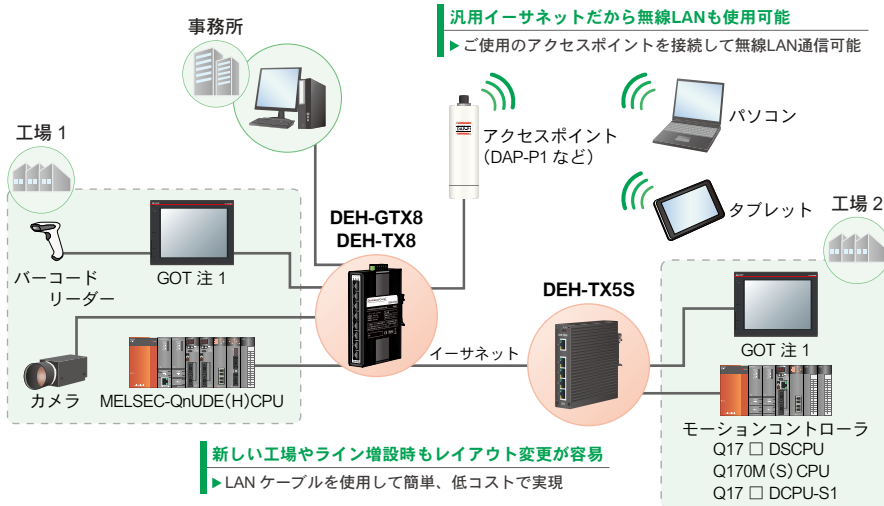 汎用イーサネットだから無線LANも使用可能
▶ご使用のアクセスポイントを接続して無線LAN通信可能
事務所
工場 1
アクセスポイント
（DAP-P1 など）
パソコン
タブレット
工場 2
DEH-GTX8
DEH-TX8
バーコード
リーダー
GOT 注 1
DEH-TX5S
イーサネット
GOT 注 1
カメラ
MELSEC-QnUDE(H)CPU
モーションコントローラ
Q17 □ DSCPU
Q170M（S）CPU
Q17 □ DCPU-S1
新しい工場やライン増設時もレイアウト変更が容易
▶LAN ケーブルを使用して簡単、低コストで実現